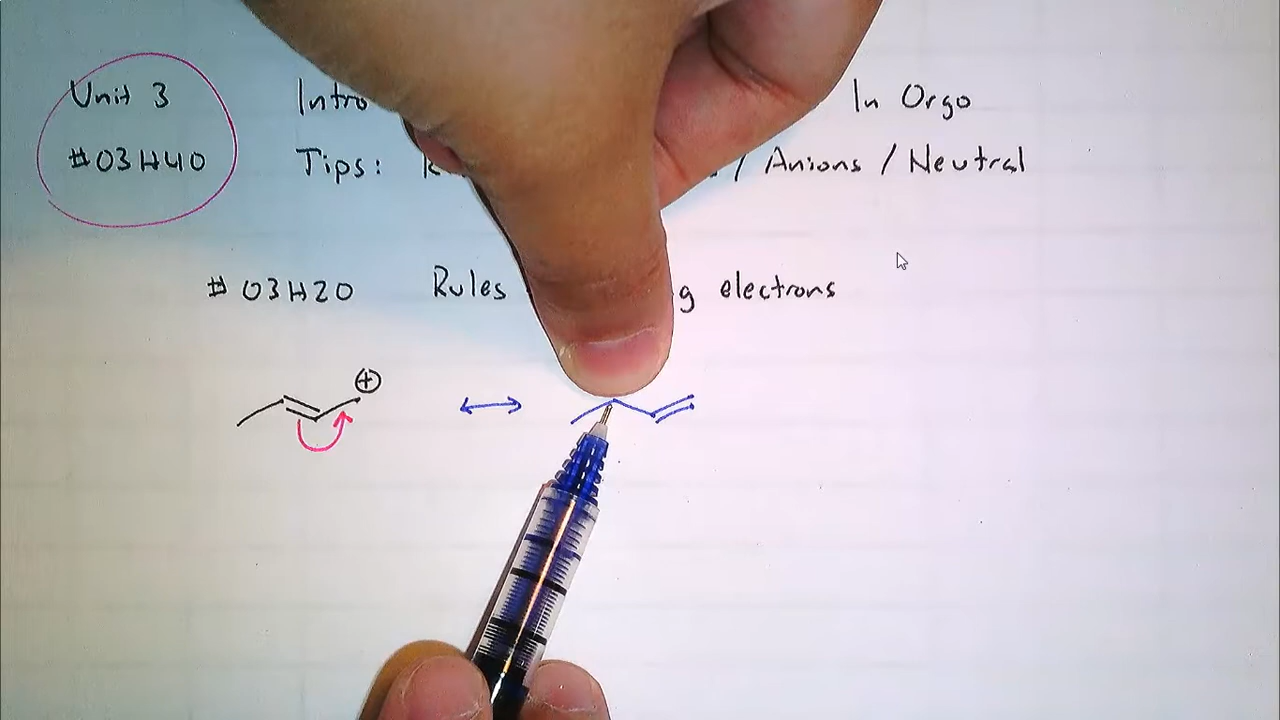 Unit 3 Intro In Orgo
#03H40 Tips: / Anions / Neutral
#03H20 Rules electrons
⊕